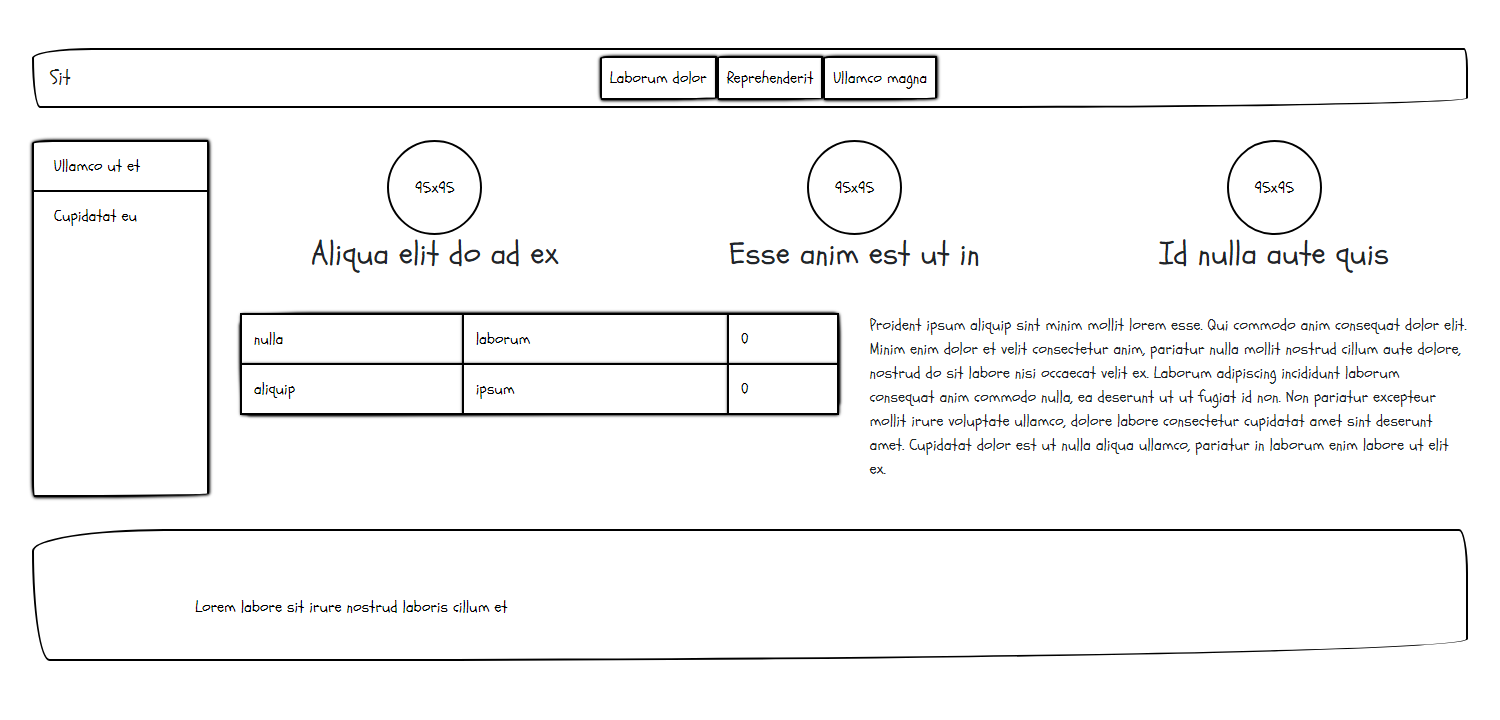 Sit
Laborum dolor
Reprehenderit
Ullamco magna
Ullamco ut et
Cupidatat eu
95x95
Aliqua elit do ad ex
95x95
Esse anim est ut in
95x95
Id nulla aute quis
nulla laborum 0
aliquip ipsum 0
Proident ipsum aliquip sint minim mollit lorem esse. Qui commodo anim consequat dolor elit.
Minim enim dolor et velit consectetur anim, pariatur nulla mollit nostrud cillum aute dolore,
nostrud do sit labore nisi occaecat velit ex. Laborum adipiscing incididunt laborum
consequat anim commodo nulla, ea deserunt ut ut fugiat id non. Non pariatur excepteur
mollit irure voluptate ullamco, dolore labore consectetur cupidatat amet sint deserunt
amet. Cupidatat dolor est ut nulla aliqua ullamco, pariatur in laborum enim labore ut elit
ex.
Lorem labore sit irure nostrud laboris cillum et